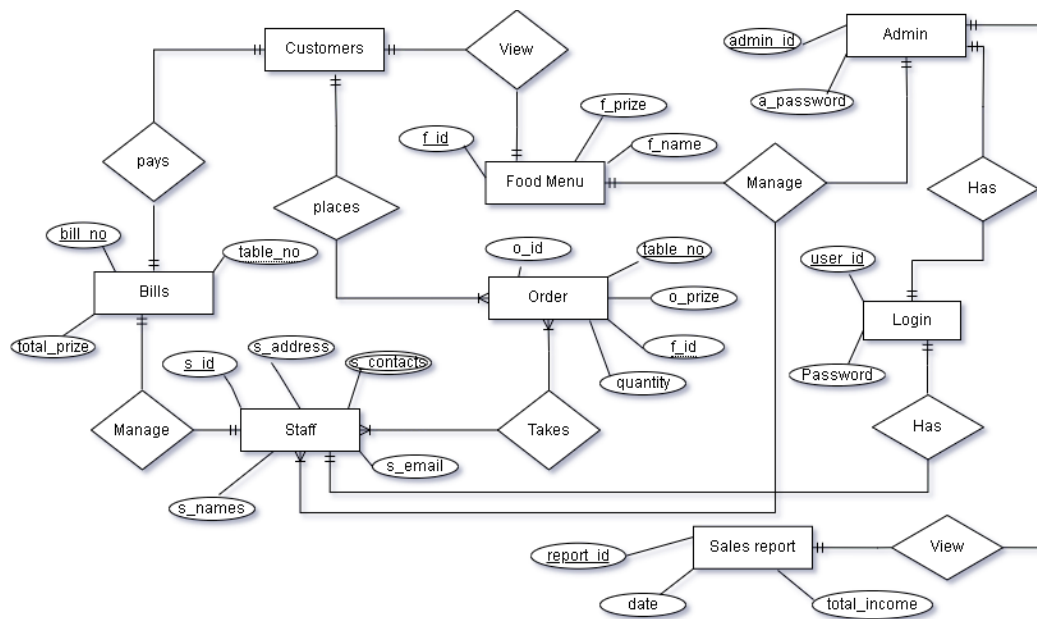 Customers
View
admin_id
Admin
a_password
f_prize
f_id
f_name
pays
Food Menu
Manage
Has
places
bill_no
table_no
o_id
table_no
user_id
Bills
Order
o_prize
Login
total_prize
s_address
s_id
s_contacts
f_id
Password
quantity
Manage
Staff
Takes
Has
s_email
s_names
report_id
Sales report
View
date
total_income